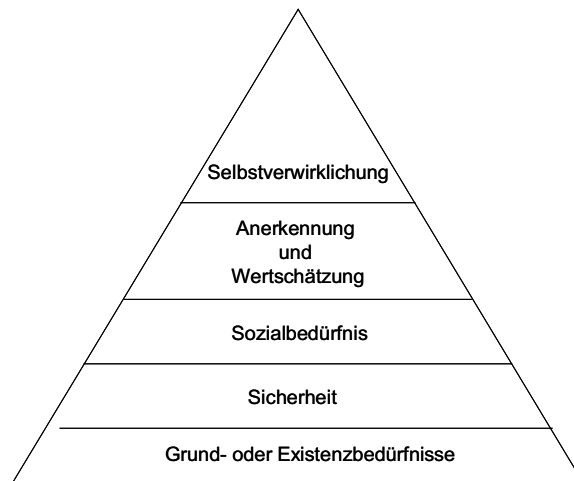 Selbstverwirklichung
Anerkennung
und
Wertschätzung
Sozialbedürfnis
Sicherheit
Grund- oder Existenzbedürfnisse